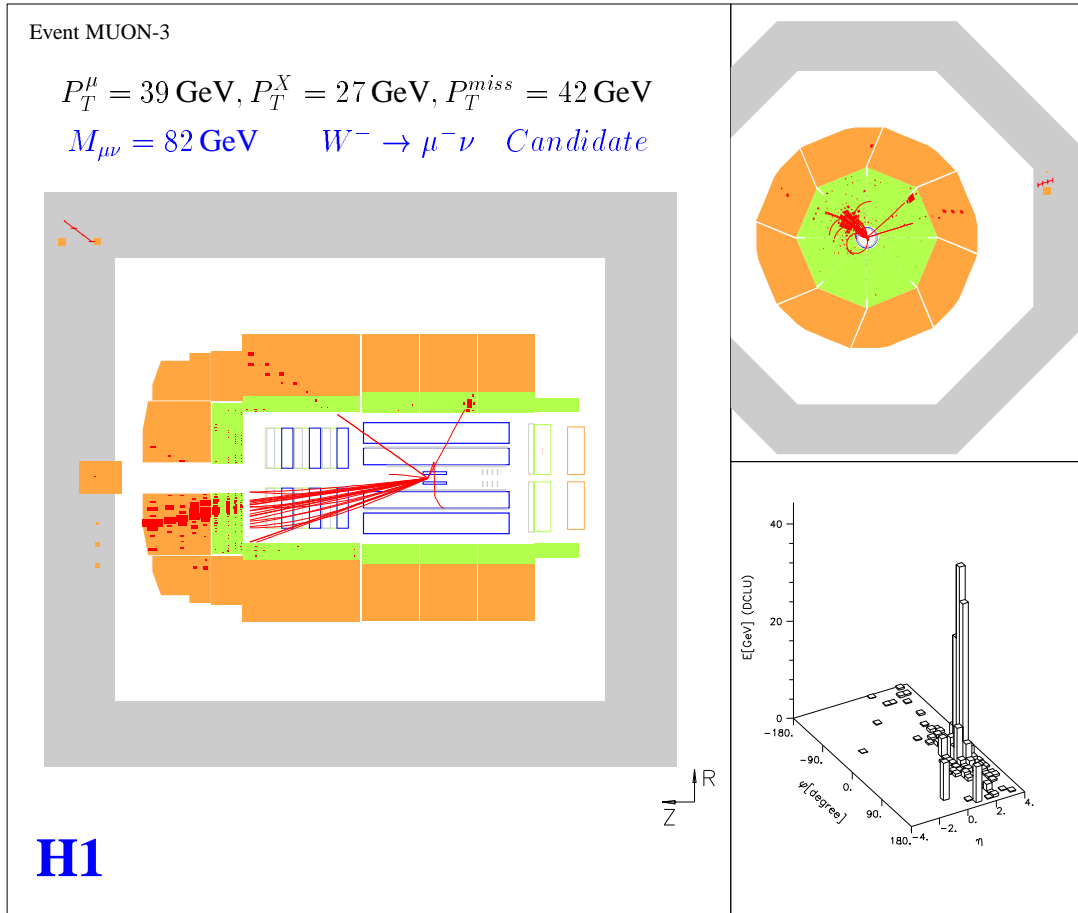 Event MUON-3
P_T^μ = 39 GeV, P_T^X = 27 GeV, P_T^miss = 42 GeV
M_μν = 82 GeV W^- → μ^-ν Candidate
R
Z
H1
E[GeV] (DCLU)
40
20
0
-180.
-90.
0.
90.
180.
φ[degree]
-4.
-2.
0.
2.
4.
η